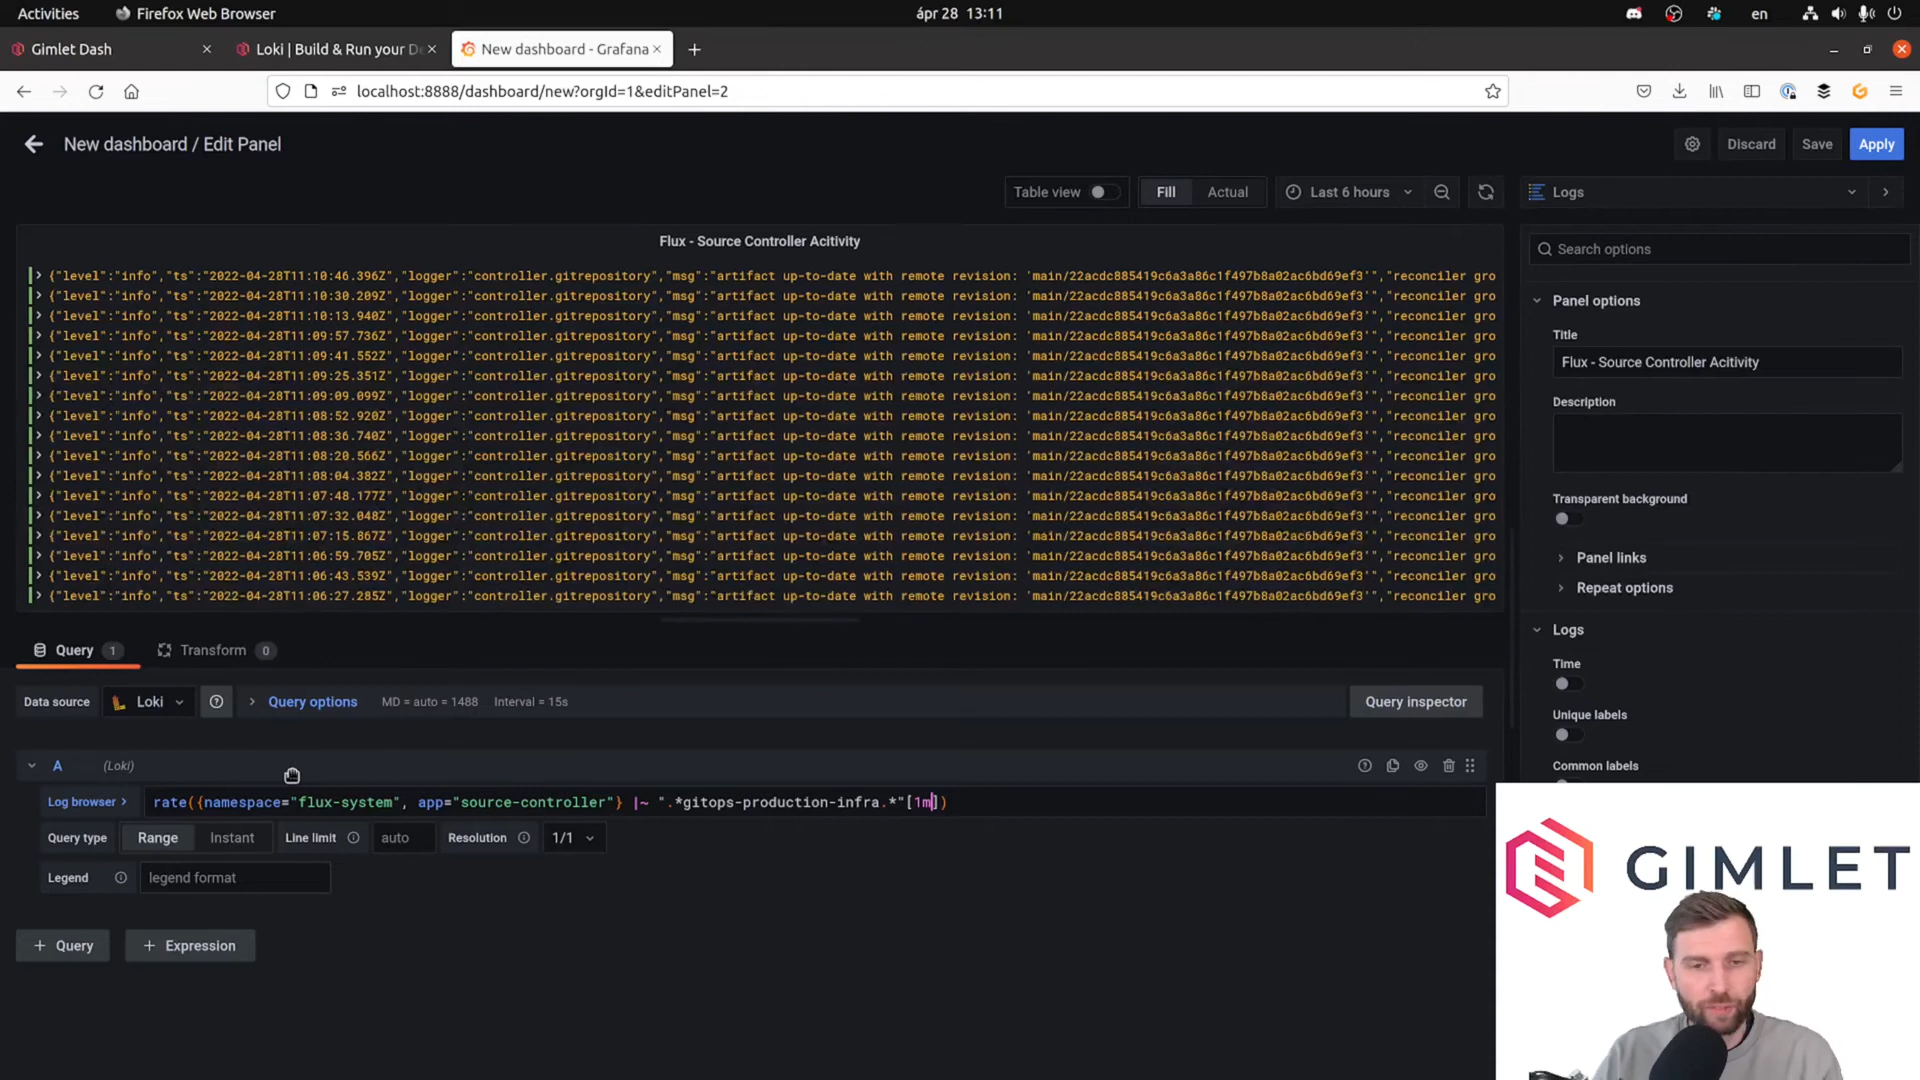 Activities
Firefox Web Browser
ápr 28 13:11
en
Gimlet Dash
Loki | Build & Run your De
New dashboard - Grafana
localhost:8888/dashboard/new?orgId=1&editPanel=2
New dashboard / Edit Panel
Discard
Save
Apply
Table view
Fill
Actual
Last 6 hours
Logs
Flux - Source Controller Acitivity
{"level":"info","ts":"2022-04-28T11:10:46.396Z","logger":"controller.gitrepository","msg":"artifact up-to-date with remote revision: 'main/22acdc885419c6a3a86c1f497b8a02ac6bd69ef3'","reconciler gro
{"level":"info","ts":"2022-04-28T11:10:30.209Z","logger":"controller.gitrepository","msg":"artifact up-to-date with remote revision: 'main/22acdc885419c6a3a86c1f497b8a02ac6bd69ef3'","reconciler gro
{"level":"info","ts":"2022-04-28T11:10:13.940Z","logger":"controller.gitrepository","msg":"artifact up-to-date with remote revision: 'main/22acdc885419c6a3a86c1f497b8a02ac6bd69ef3'","reconciler gro
{"level":"info","ts":"2022-04-28T11:09:57.736Z","logger":"controller.gitrepository","msg":"artifact up-to-date with remote revision: 'main/22acdc885419c6a3a86c1f497b8a02ac6bd69ef3'","reconciler gro
{"level":"info","ts":"2022-04-28T11:09:41.552Z","logger":"controller.gitrepository","msg":"artifact up-to-date with remote revision: 'main/22acdc885419c6a3a86c1f497b8a02ac6bd69ef3'","reconciler gro
{"level":"info","ts":"2022-04-28T11:09:25.351Z","logger":"controller.gitrepository","msg":"artifact up-to-date with remote revision: 'main/22acdc885419c6a3a86c1f497b8a02ac6bd69ef3'","reconciler gro
{"level":"info","ts":"2022-04-28T11:09:09.099Z","logger":"controller.gitrepository","msg":"artifact up-to-date with remote revision: 'main/22acdc885419c6a3a86c1f497b8a02ac6bd69ef3'","reconciler gro
{"level":"info","ts":"2022-04-28T11:08:52.920Z","logger":"controller.gitrepository","msg":"artifact up-to-date with remote revision: 'main/22acdc885419c6a3a86c1f497b8a02ac6bd69ef3'","reconciler gro
{"level":"info","ts":"2022-04-28T11:08:36.740Z","logger":"controller.gitrepository","msg":"artifact up-to-date with remote revision: 'main/22acdc885419c6a3a86c1f497b8a02ac6bd69ef3'","reconciler gro
{"level":"info","ts":"2022-04-28T11:08:20.566Z","logger":"controller.gitrepository","msg":"artifact up-to-date with remote revision: 'main/22acdc885419c6a3a86c1f497b8a02ac6bd69ef3'","reconciler gro
{"level":"info","ts":"2022-04-28T11:08:04.382Z","logger":"controller.gitrepository","msg":"artifact up-to-date with remote revision: 'main/22acdc885419c6a3a86c1f497b8a02ac6bd69ef3'","reconciler gro
{"level":"info","ts":"2022-04-28T11:07:48.177Z","logger":"controller.gitrepository","msg":"artifact up-to-date with remote revision: 'main/22acdc885419c6a3a86c1f497b8a02ac6bd69ef3'","reconciler gro
{"level":"info","ts":"2022-04-28T11:07:32.048Z","logger":"controller.gitrepository","msg":"artifact up-to-date with remote revision: 'main/22acdc885419c6a3a86c1f497b8a02ac6bd69ef3'","reconciler gro
{"level":"info","ts":"2022-04-28T11:07:15.867Z","logger":"controller.gitrepository","msg":"artifact up-to-date with remote revision: 'main/22acdc885419c6a3a86c1f497b8a02ac6bd69ef3'","reconciler gro
{"level":"info","ts":"2022-04-28T11:06:59.705Z","logger":"controller.gitrepository","msg":"artifact up-to-date with remote revision: 'main/22acdc885419c6a3a86c1f497b8a02ac6bd69ef3'","reconciler gro
{"level":"info","ts":"2022-04-28T11:06:43.539Z","logger":"controller.gitrepository","msg":"artifact up-to-date with remote revision: 'main/22acdc885419c6a3a86c1f497b8a02ac6bd69ef3'","reconciler gro
{"level":"info","ts":"2022-04-28T11:06:27.285Z","logger":"controller.gitrepository","msg":"artifact up-to-date with remote revision: 'main/22acdc885419c6a3a86c1f497b8a02ac6bd69ef3'","reconciler gro
Search options
Panel options
Title
Flux - Source Controller Acitivity
Description
Transparent background
Panel links
Repeat options
Logs
Time
Unique labels
Common labels
Query 1
Transform 0
Data source
Loki
Query options
MD = auto = 1488
Interval = 15s
Query inspector
A
(Loki)
Log browser
rate({namespace="flux-system", app="source-controller"} |~ ".*gitops-production-infra.*"[1m])
Query type
Range
Instant
Line limit
auto
Resolution
1/1
Legend
legend format
+ Query
+ Expression
GIMLET